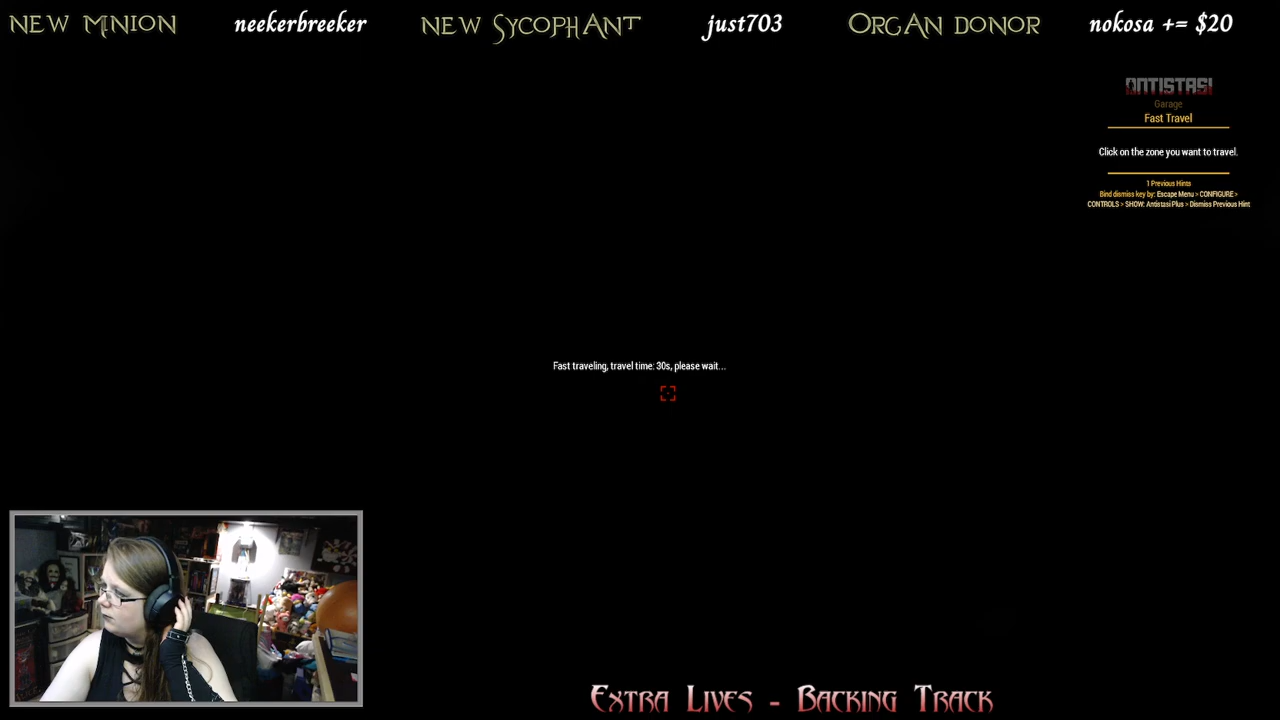 NEW MINION neekerbreeker NEW SYCOPHANT just703 ORGAN DONOR nokosa += $20
ANTISTASI
Garage
Fast Travel
Click on the zone you want to travel.
1 Previous Hints
Bind dismiss key by: Escape Menu > CONFIGURE >
CONTROLS > SHOW: Antistasi Plus > Dismiss Previous Hint
Fast traveling, travel time: 30s, please wait...
EXTRA LIVES - BACKING TRACK